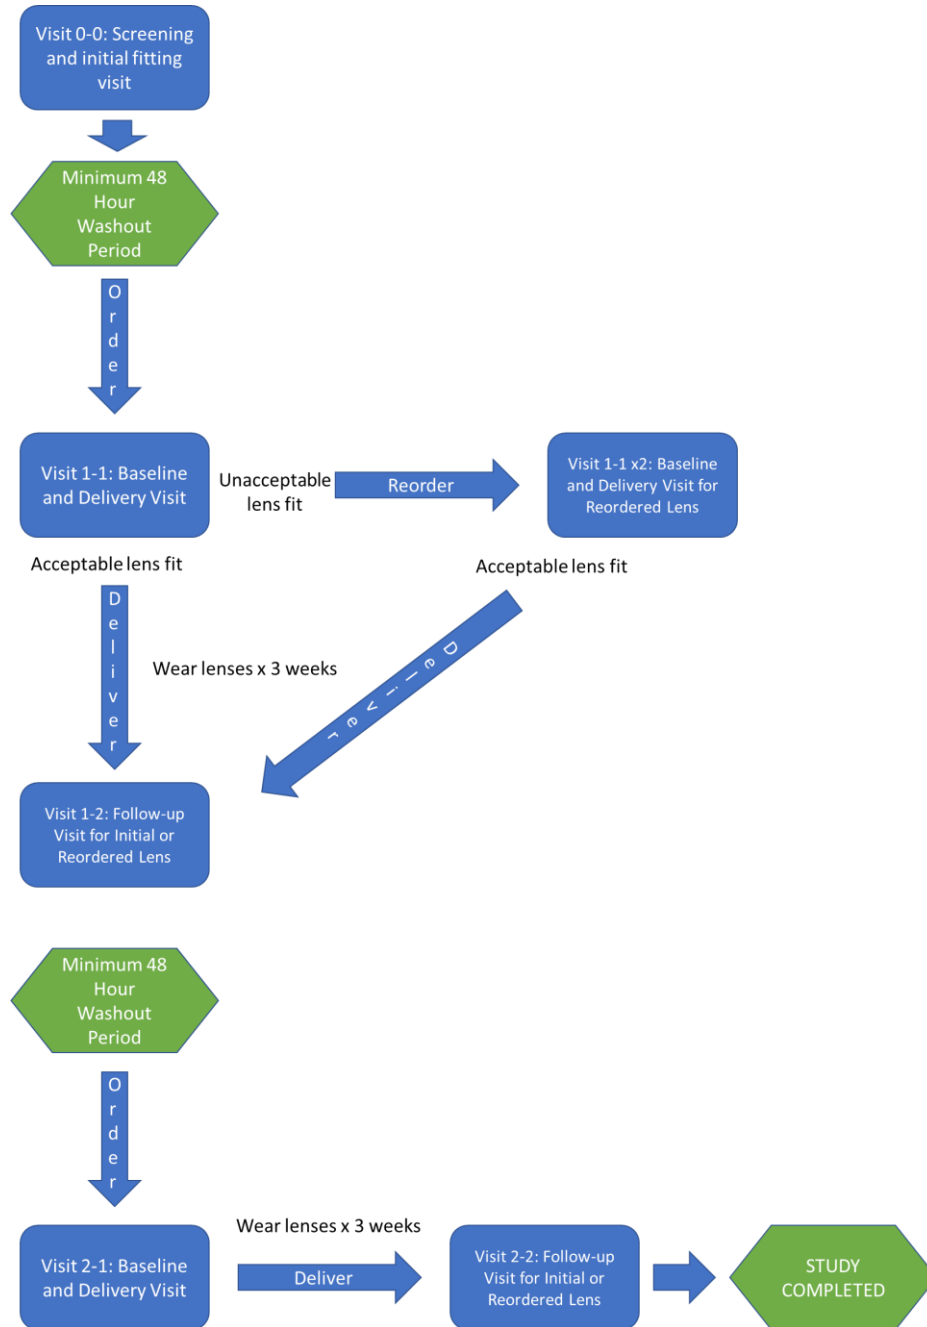 Visit 0-0: Screening
and initial fitting
visit
Minimum 48
Hour
Washout
Period
Order
Visit 1-1: Baseline
and Delivery Visit
Unacceptable
lens fit
Reorder
Visit 1-1 x2: Baseline
and Delivery Visit for
Reordered Lens
Acceptable lens fit
Acceptable lens fit
Deliver
Wear lenses x 3 weeks
Deliver
Visit 1-2: Follow-up
Visit for Initial or
Reordered Lens
Minimum 48
Hour
Washout
Period
Order
Visit 2-1: Baseline
and Delivery Visit
Wear lenses x 3 weeks
Deliver
Visit 2-2: Follow-up
Visit for Initial or
Reordered Lens
STUDY
COMPLETED